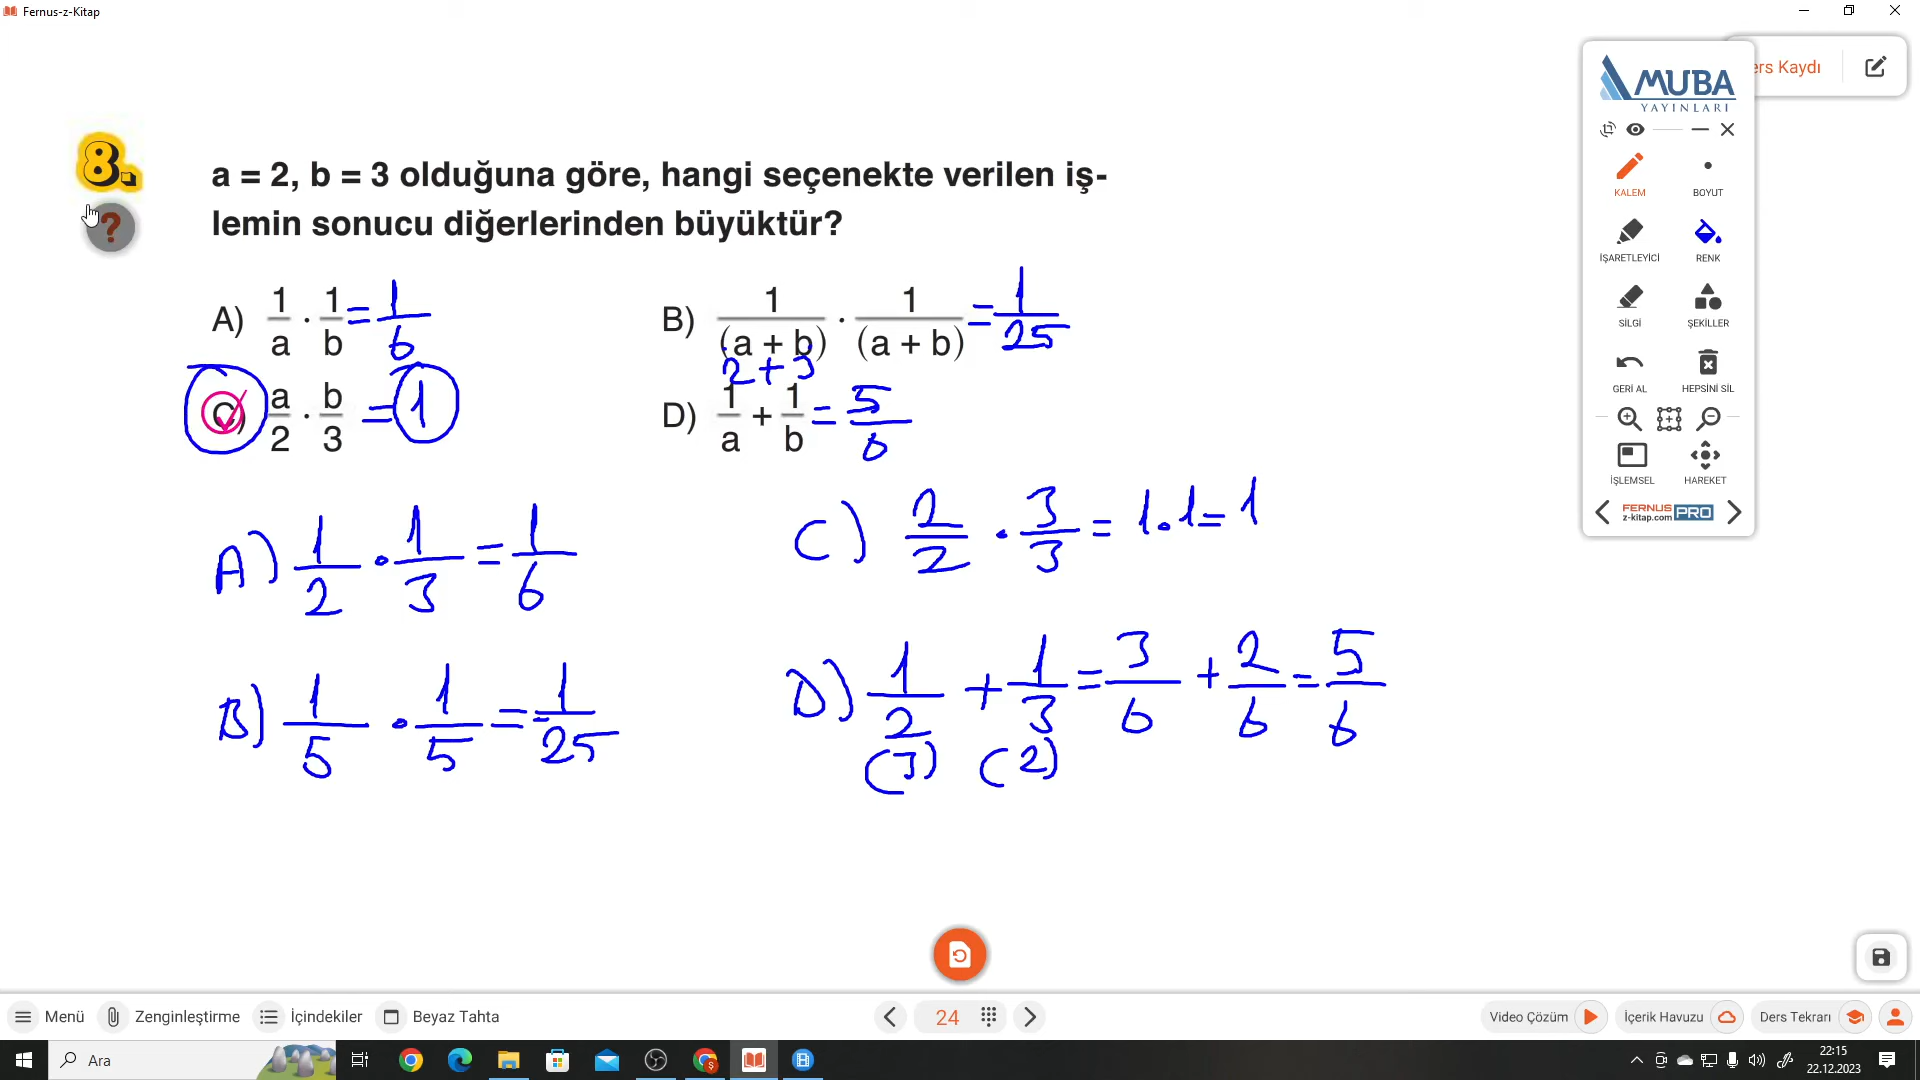 Fernus-z-Kitap
MUBA
YAYINLARI
ers Kaydı
8.
a = 2, b = 3 olduğuna göre, hangi seçenekte verilen iş-
lemin sonucu diğerlerinden büyüktür?
?
A) 1/a · 1/b = 1/6
B) 1/(a + b) · 1/(a + b) = 1/25
2+3
C) a/2 · b/3 = 1
D) 1/a + 1/b = 5/6
A) 1/2 · 1/3 = 1/6
C) 2/2 · 3/3 = 1·1=1
B) 1/5 · 1/5 = 1/25
D) 1/2 + 1/3 = 3/6 + 2/6 = 5/6
(3) (2)
KALEM
BOYUT
İŞARETLEYİCİ
RENK
SİLGİ
ŞEKİLLER
GERİ AL
HEPSİNİ SİL
İŞLEMSEL
HAREKET
FERNUS
z-kitap.com PRO
Menü
Zenginleştirme
İçindekiler
Beyaz Tahta
24
Video Çözüm
İçerik Havuzu
Ders Tekrarı
Ara
22:15
22.12.2023